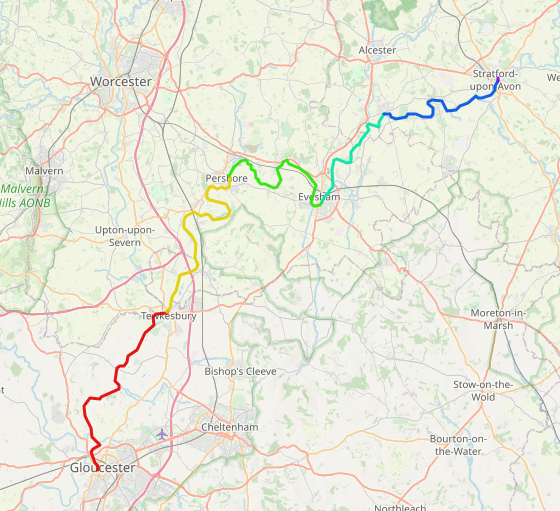 Alcester
Worcester
Stratford-
upon-Avon
We
Malvern
Malvern
Hills AONB
Pershore
Evesham
Upton-upon-
Severn
Tewkesbury
Moreton-in-
Marsh
Bishop's Cleeve
Stow-on-the-
Wold
Cheltenham
Bourton-on-
the-Water
Gloucester
Northleach